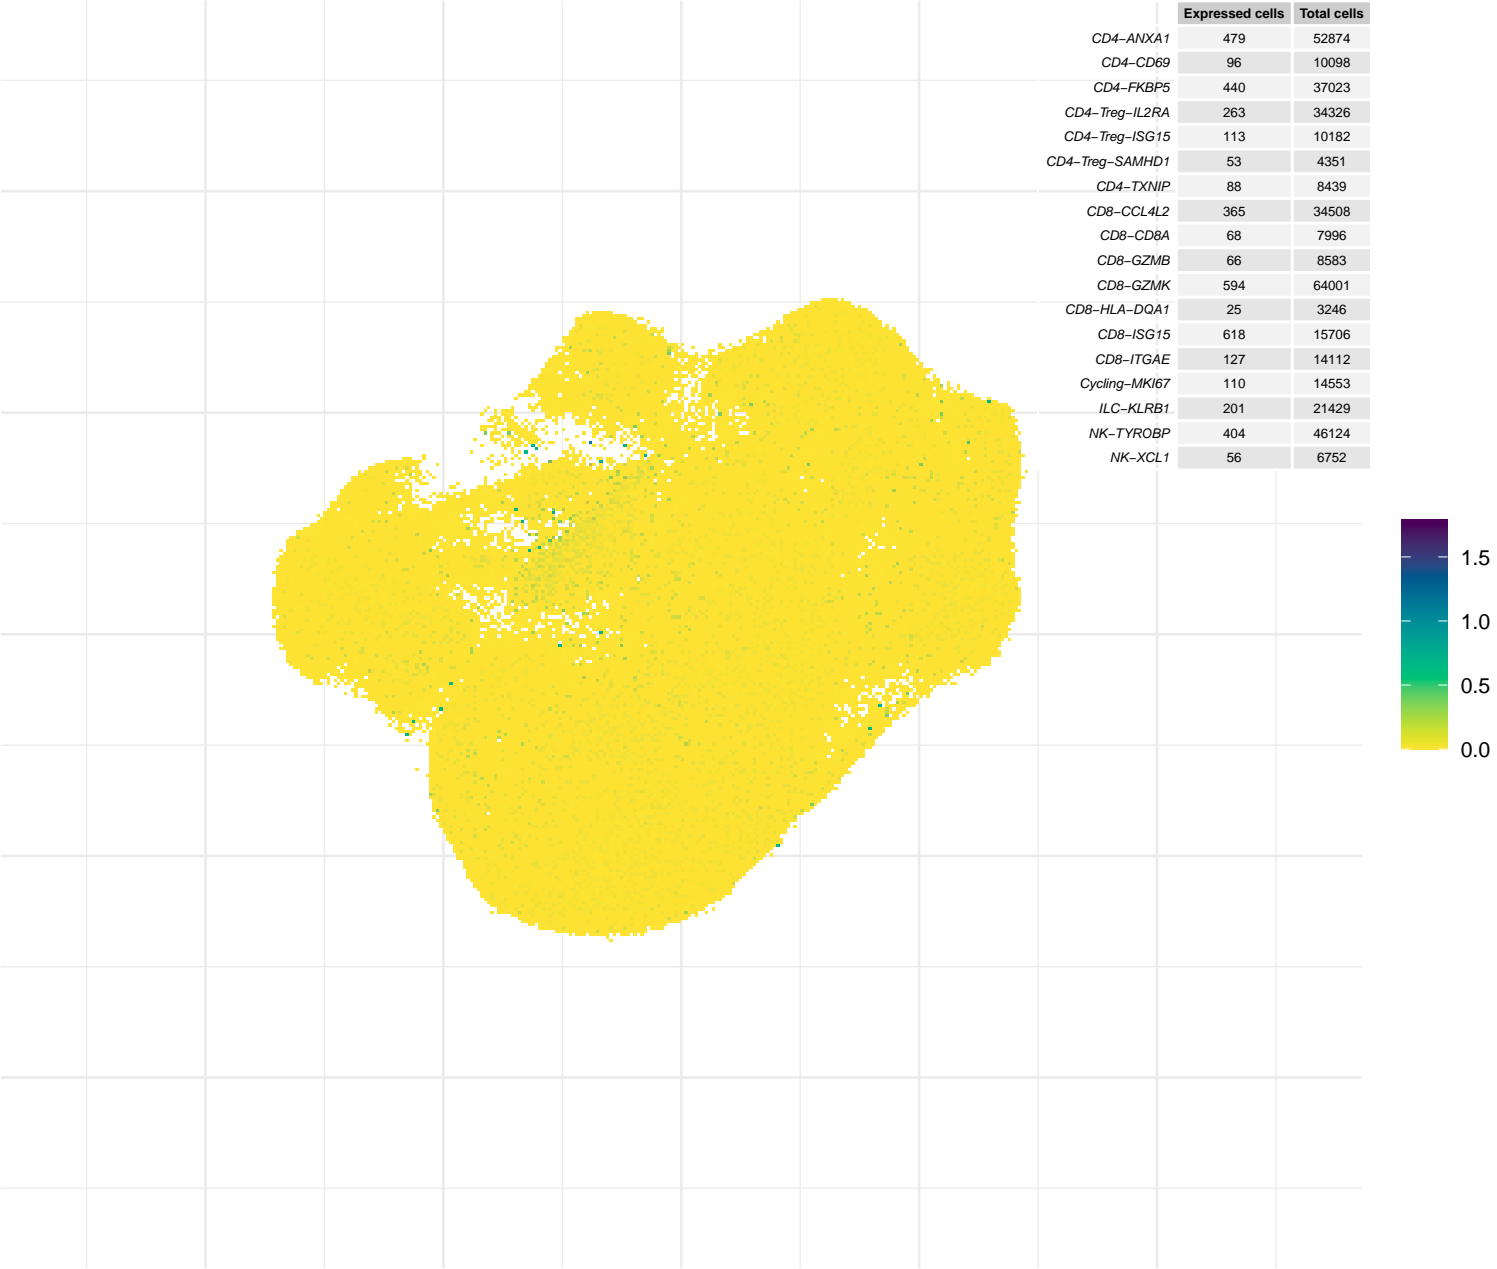 Expressed cells Total cells
CD4−ANXA1 479 52874
CD4−CD69 96 10098
CD4−FKBP5 440 37023
CD4−Treg−IL2RA 263 34326
CD4−Treg−ISG15 113 10182
CD4−Treg−SAMHD1 53 4351
CD4−TXNIP 88 8439
CD8−CCL4L2 365 34508
CD8−CD8A 68 7996
CD8−GZMB 66 8583
CD8−GZMK 594 64001
CD8−HLA−DQA1 25 3246
CD8−ISG15 618 15706
CD8−ITGAE 127 14112
Cycling−MKI67 110 14553
ILC−KLRB1 201 21429
NK−TYROBP 404 46124
NK−XCL1 56 6752
1.5
1.0
0.5
0.0